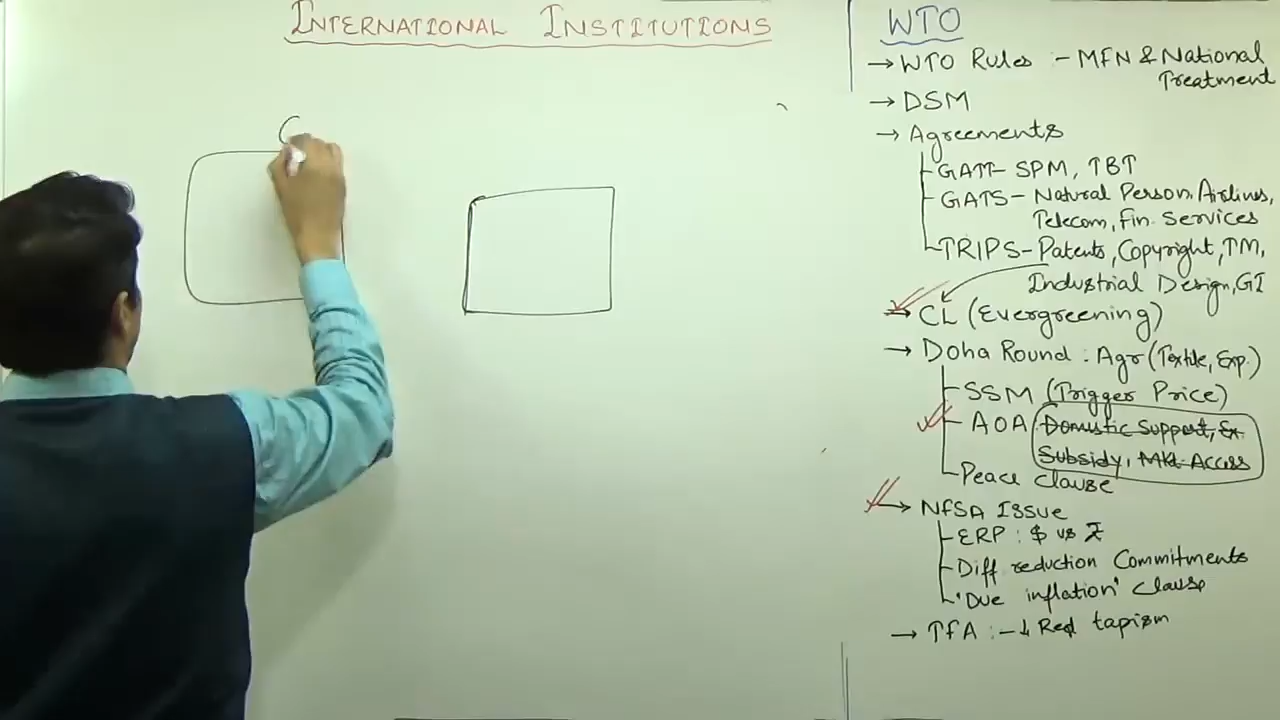 INTERNATIONAL INSTITUTIONS
C
WTO
→ WTO Rules :- MFN & National
Treatment
→ DSM
→ Agreements
GATT- SPM, TBT
GATS- Natural Person, Airlines,
Telecom, Fin. Services
TRIPS- Patents, Copyright, TM,
Industrial Design, GI
→ CL (Evergreening)
→ Doha Round : Agr (Textile, Exp.)
SSM (Trigger Price)
AOA Domestic Support, Ex.
Subsidy, Mkt Access
Peace Clause
→ NFSA Issue
ERP : $ vs ₹
Diff reduction Commitments
'Due inflation' Clause
→ TFA :- ↓ Red tapism